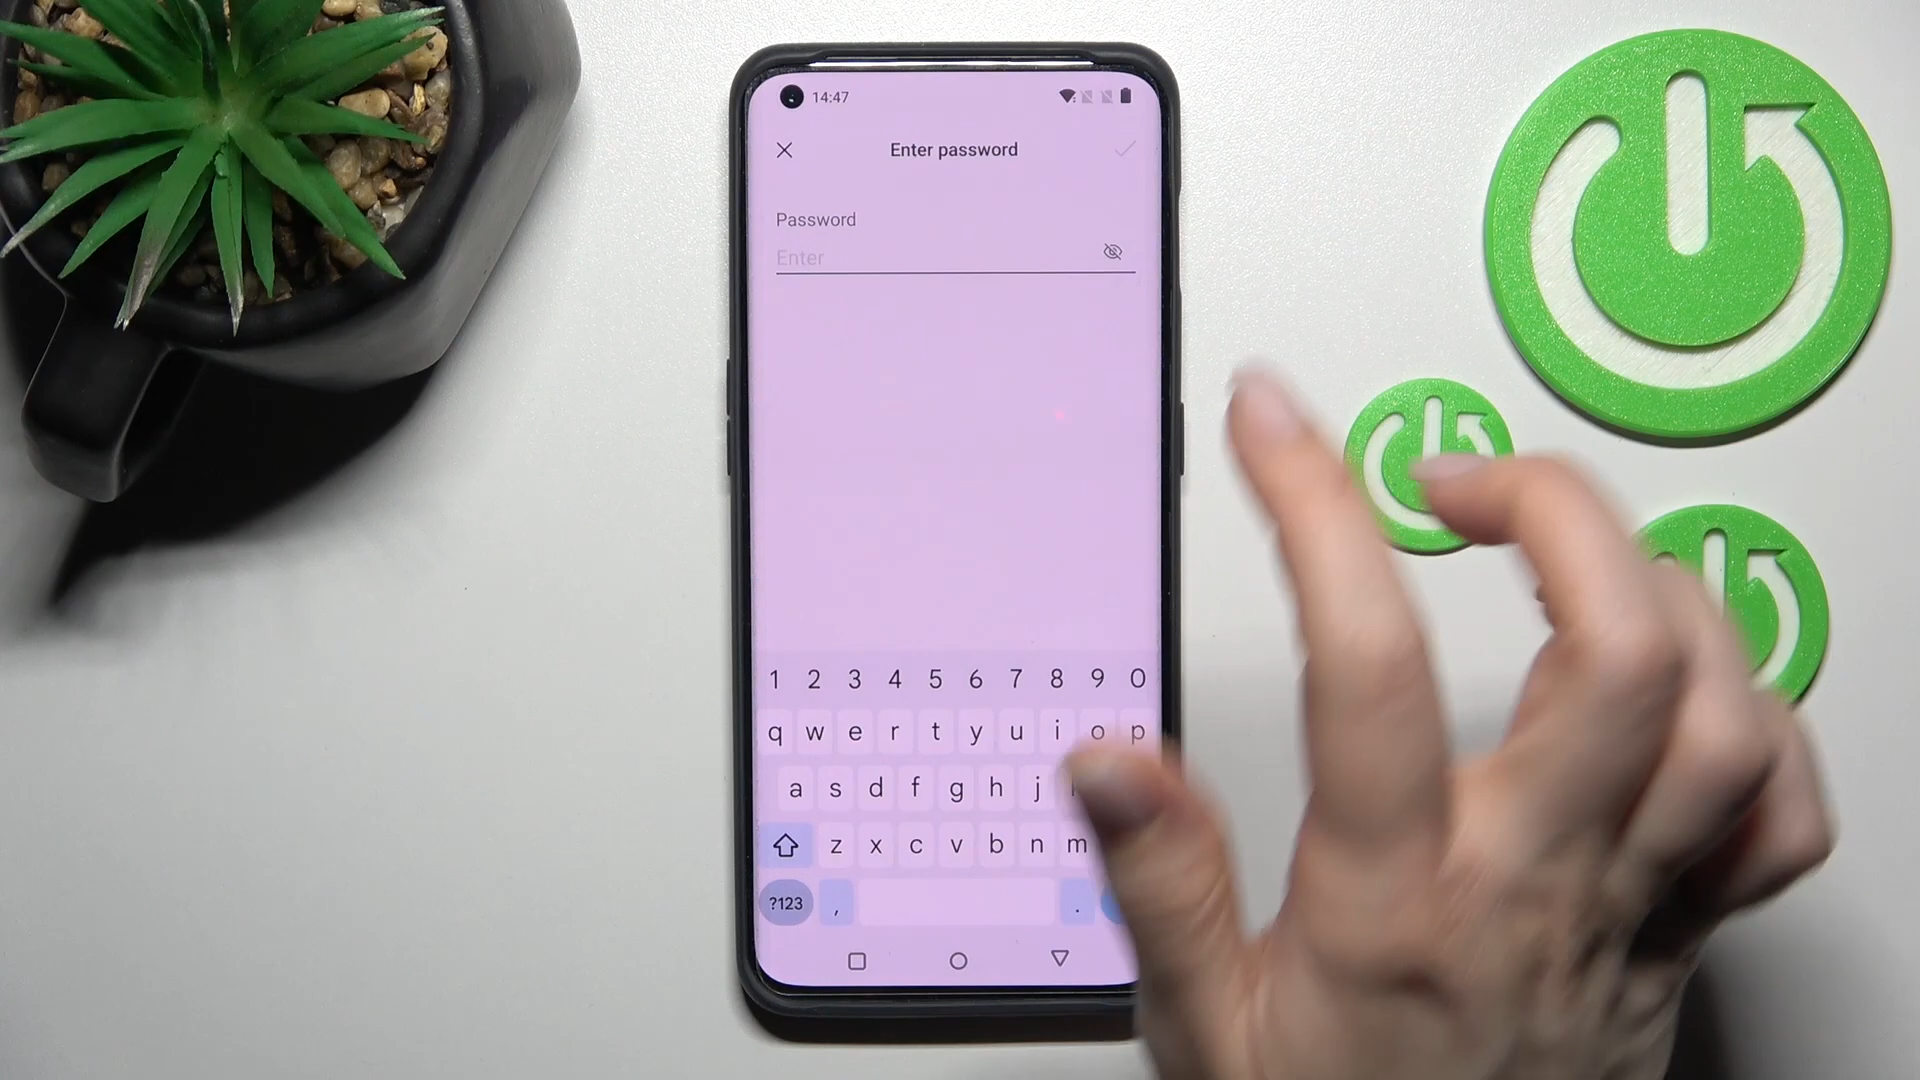 14:47
Enter password
Password
Enter
1 2 3 4 5 6 7 8 9 0
q w e r t y u i o p
a s d f g h j
z x c v b n m
?123 , .